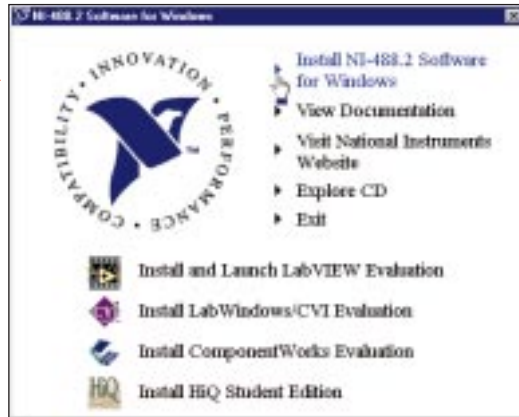 NI-488.2 Software for Windows
INNOVATION • PERFORMANCE • COMPATIBILITY •
TM
Install NI-488.2 Software
for Windows
View Documentation
Visit National Instruments
Website
Explore CD
Exit
Install and Launch LabVIEW Evaluation
CVI
Install LabWindows/CVI Evaluation
Install ComponentWorks Evaluation
HiQ
Install HiQ Student Edition